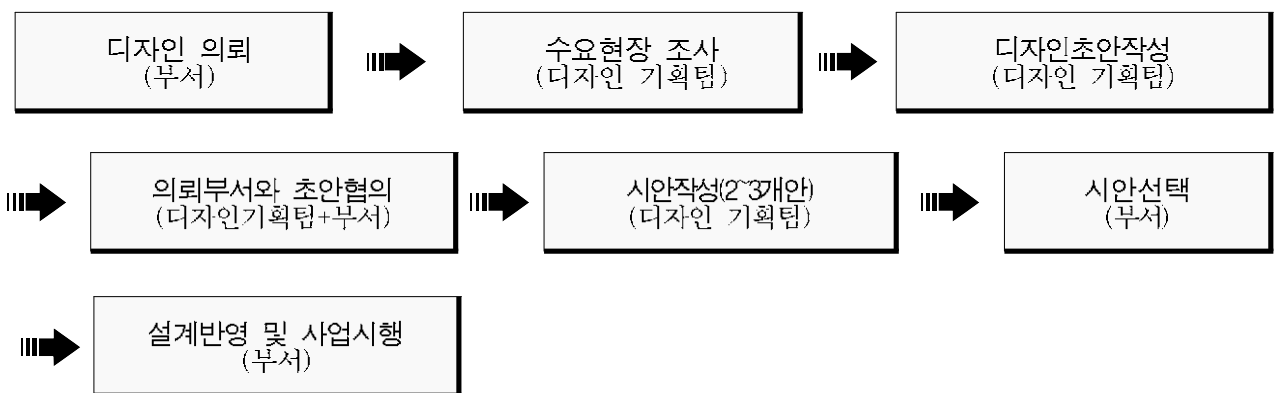 디자인 의뢰
(부서)
수요현장 조사
(디자인 기획팀)
디자인초안작성
(디자인 기획팀)
의뢰부서와 초안협의
(디자인기획팀+부서)
시안작성(2~3개안)
(디자인 기획팀)
시안선택
(부서)
설계반영 및 사업시행
(부서)